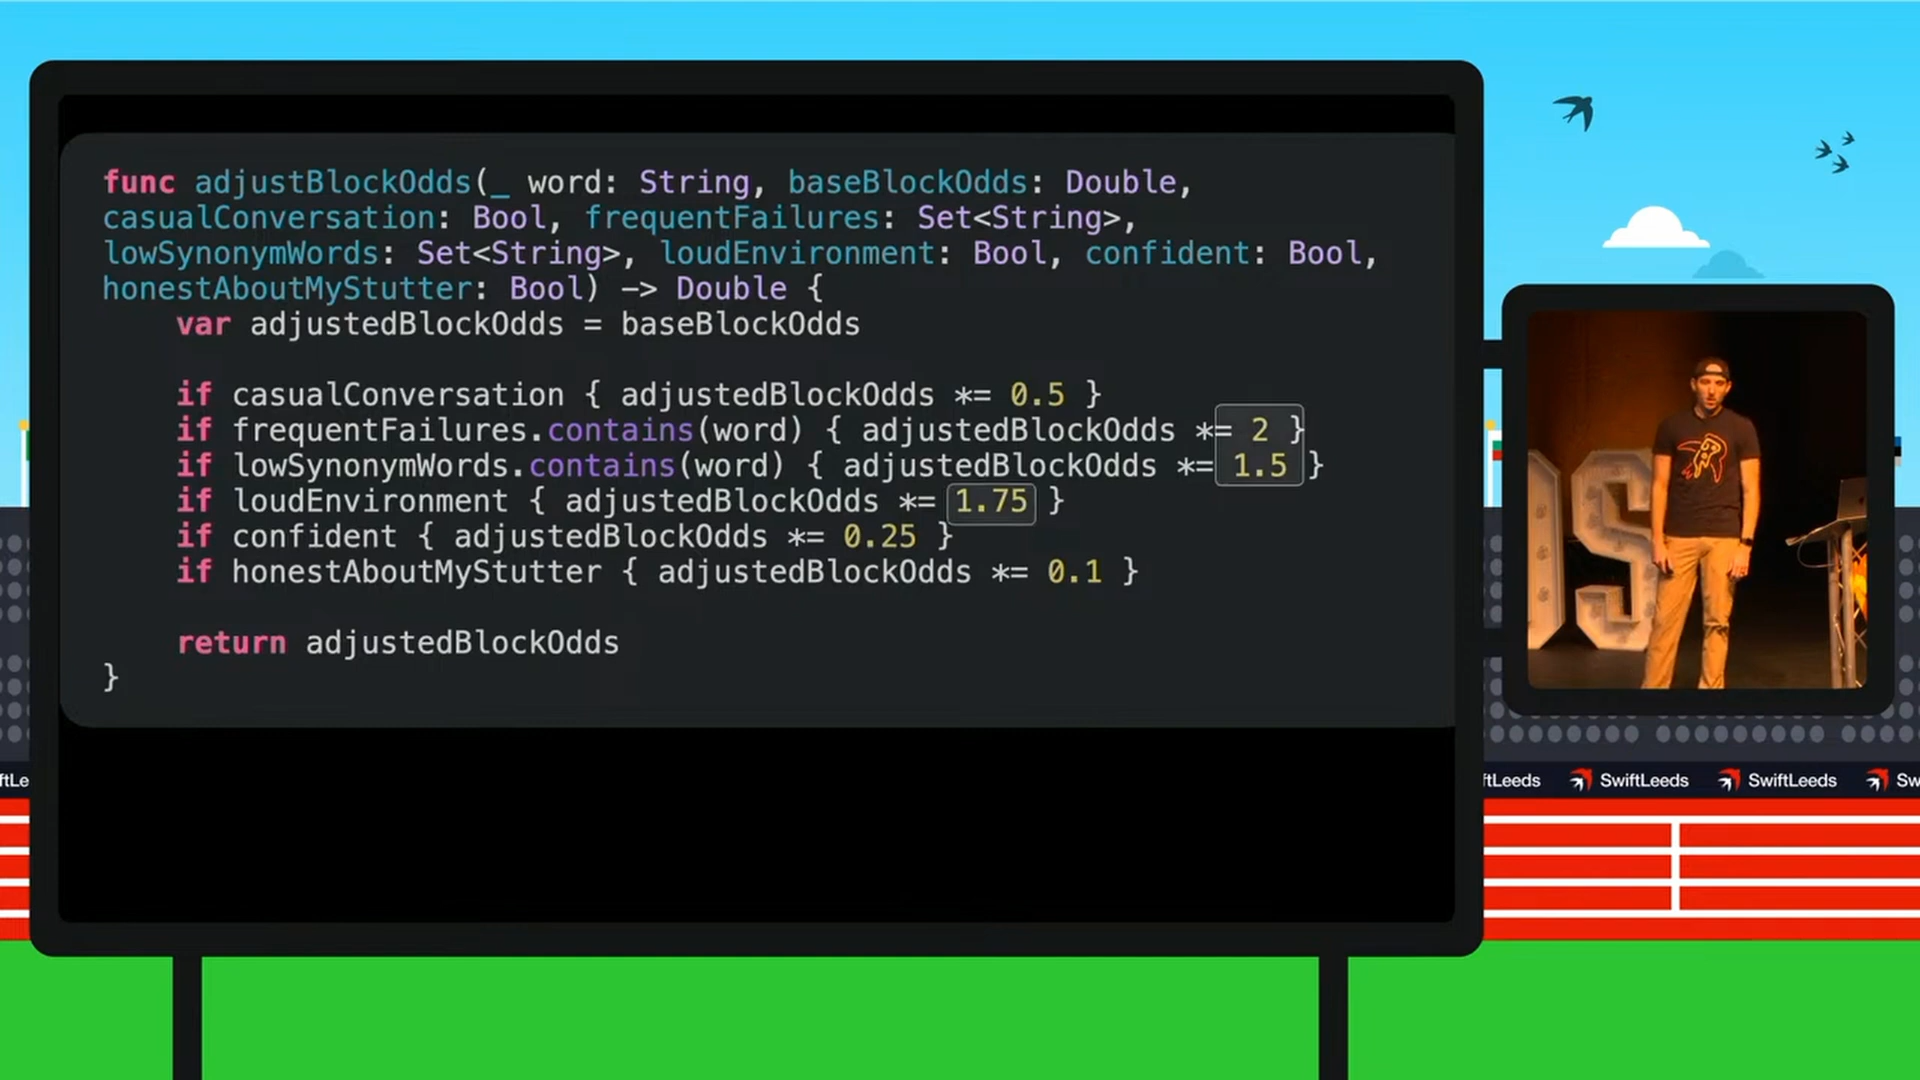 func adjustBlockOdds(_ word: String, baseBlockOdds: Double,
casualConversation: Bool, frequentFailures: Set<String>,
lowSynonymWords: Set<String>, loudEnvironment: Bool, confident: Bool,
honestAboutMyStutter: Bool) -> Double {
    var adjustedBlockOdds = baseBlockOdds

    if casualConversation { adjustedBlockOdds *= 0.5 }
    if frequentFailures.contains(word) { adjustedBlockOdds *= 2 }
    if lowSynonymWords.contains(word) { adjustedBlockOdds *= 1.5 }
    if loudEnvironment { adjustedBlockOdds *= 1.75 }
    if confident { adjustedBlockOdds *= 0.25 }
    if honestAboutMyStutter { adjustedBlockOdds *= 0.1 }

    return adjustedBlockOdds
}
S
ftLe
ftLeeds SwiftLeeds SwiftLeeds Sw